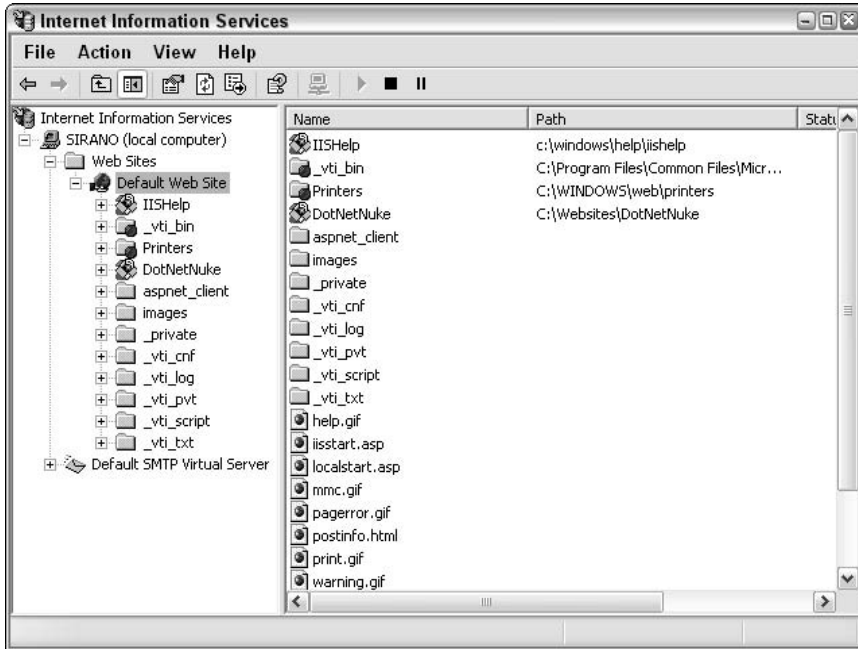 Internet Information Services
File Action View Help
Internet Information Services
SIRANO (local computer)
Web Sites
Default Web Site
IISHelp
_vti_bin
Printers
DotNetNuke
aspnet_client
images
_private
_vti_cnf
_vti_log
_vti_pvt
_vti_script
_vti_txt
Default SMTP Virtual Server
Name Path
IISHelp c:\windows\help\iishelp
_vti_bin C:\Program Files\Common Files\Micr...
Printers C:\WINDOWS\web\printers
DotNetNuke C:\Websites\DotNetNuke
aspnet_client
images
_private
_vti_cnf
_vti_log
_vti_pvt
_vti_script
_vti_txt
help.gif
iisstart.asp
localstart.asp
mmc.gif
pagerror.gif
postinfo.html
print.gif
warning.gif